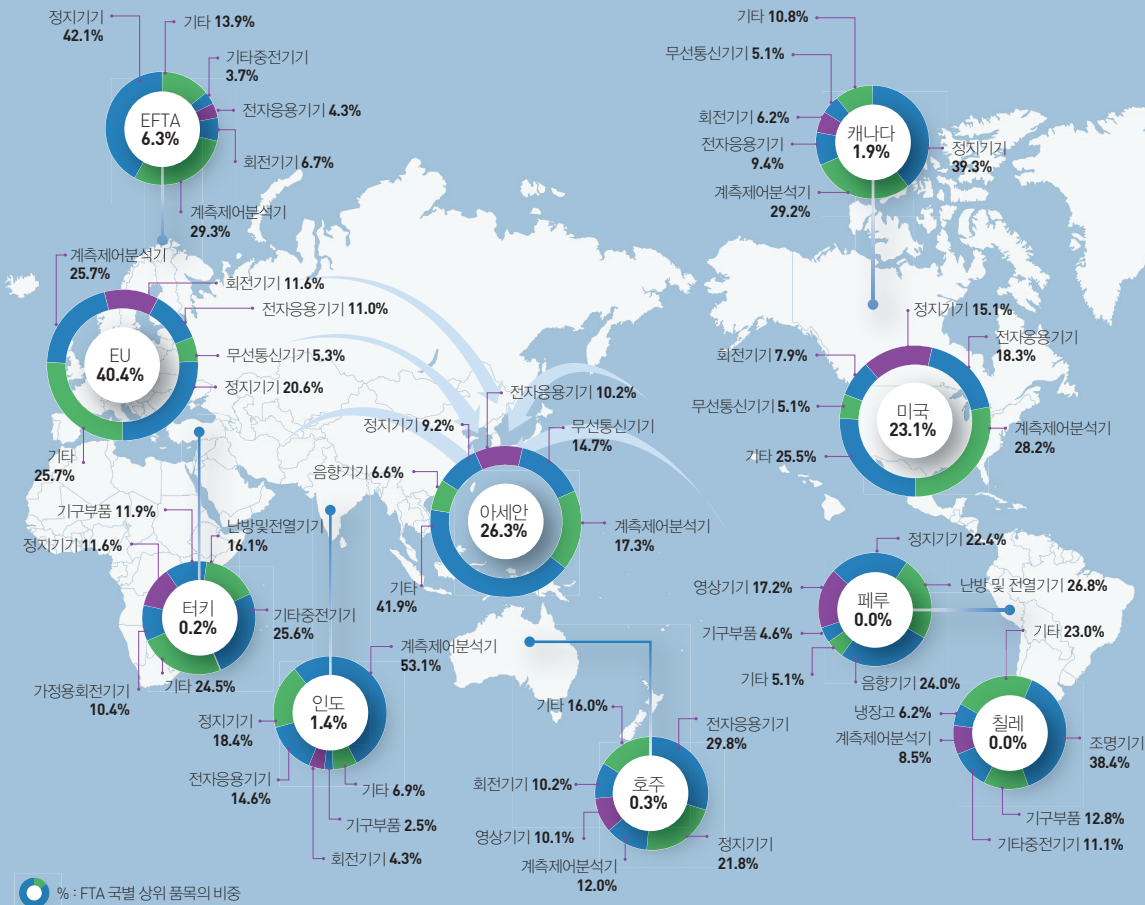 정지기기
42.1%
기타 13.9%
기타중전기기
3.7%
전자응용기기 4.3%
EFTA
6.3%
회전기기 6.7%
계측제어분석기
29.3%
기타 10.8%
무선통신기기 5.1%
회전기기 6.2%
전자응용기기
9.4%
캐나다
1.9%
정지기기
39.3%
계측제어분석기
29.2%
계측제어분석기
25.7%
회전기기 11.6%
전자응용기기 11.0%
EU
40.4%
무선통신기기 5.3%
정지기기 20.6%
기타
25.7%
정지기기 15.1%
전자응용기기
18.3%
회전기기 7.9%
무선통신기기 5.1%
미국
23.1%
계측제어분석기
28.2%
기타 25.5%
전자응용기기 10.2%
정지기기 9.2%
무선통신기기
14.7%
음향기기 6.6%
아세안
26.3%
계측제어분석기
17.3%
기타
41.9%
기구부품 11.9%
난방및전열기기
16.1%
정지기기 11.6%
터키
0.2%
기타중전기기
25.6%
가정용회전기기
10.4%
기타 24.5%
계측제어분석기
53.1%
인도
1.4%
정지기기
18.4%
전자응용기기
14.6%
기타 6.9%
기구부품 2.5%
회전기기 4.3%
기타 16.0%
전자응용기기
29.8%
회전기기 10.2%
호주
0.3%
영상기기 10.1%
계측제어분석기
12.0%
정지기기
21.8%
정지기기 22.4%
영상기기 17.2%
페루
0.0%
난방 및 전열기기 26.8%
기구부품 4.6%
기타 5.1%
음향기기 24.0%
기타 23.0%
냉장고 6.2%
계측제어분석기
8.5%
칠레
0.0%
조명기기
38.4%
기구부품 12.8%
기타중전기기 11.1%
% : FTA 국별 상위 품목의 비중